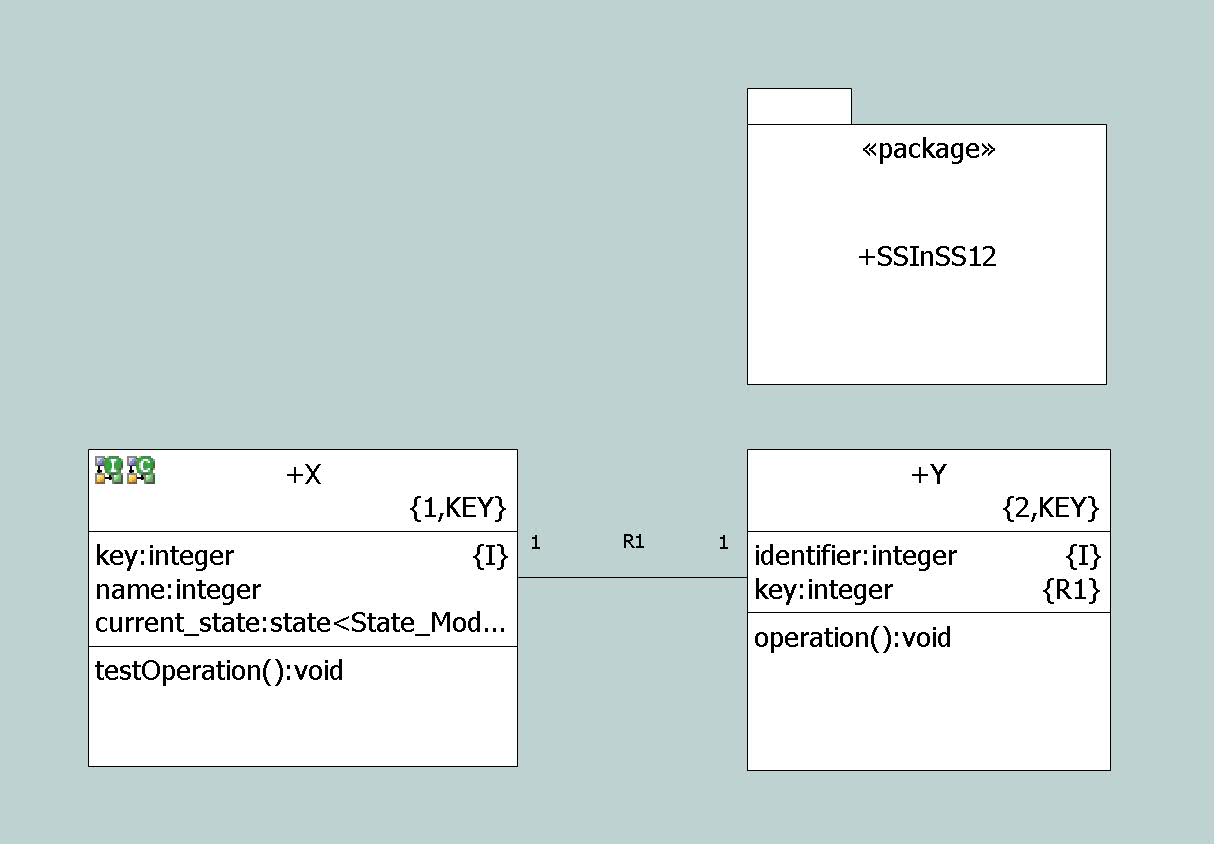 «package»
+SSInSS12
I C
+X
{1,KEY}
key:integer {I}
name:integer
current_state:state<State_Mod...
testOperation():void
1 R1 1
+Y
{2,KEY}
identifier:integer {I}
key:integer {R1}
operation():void